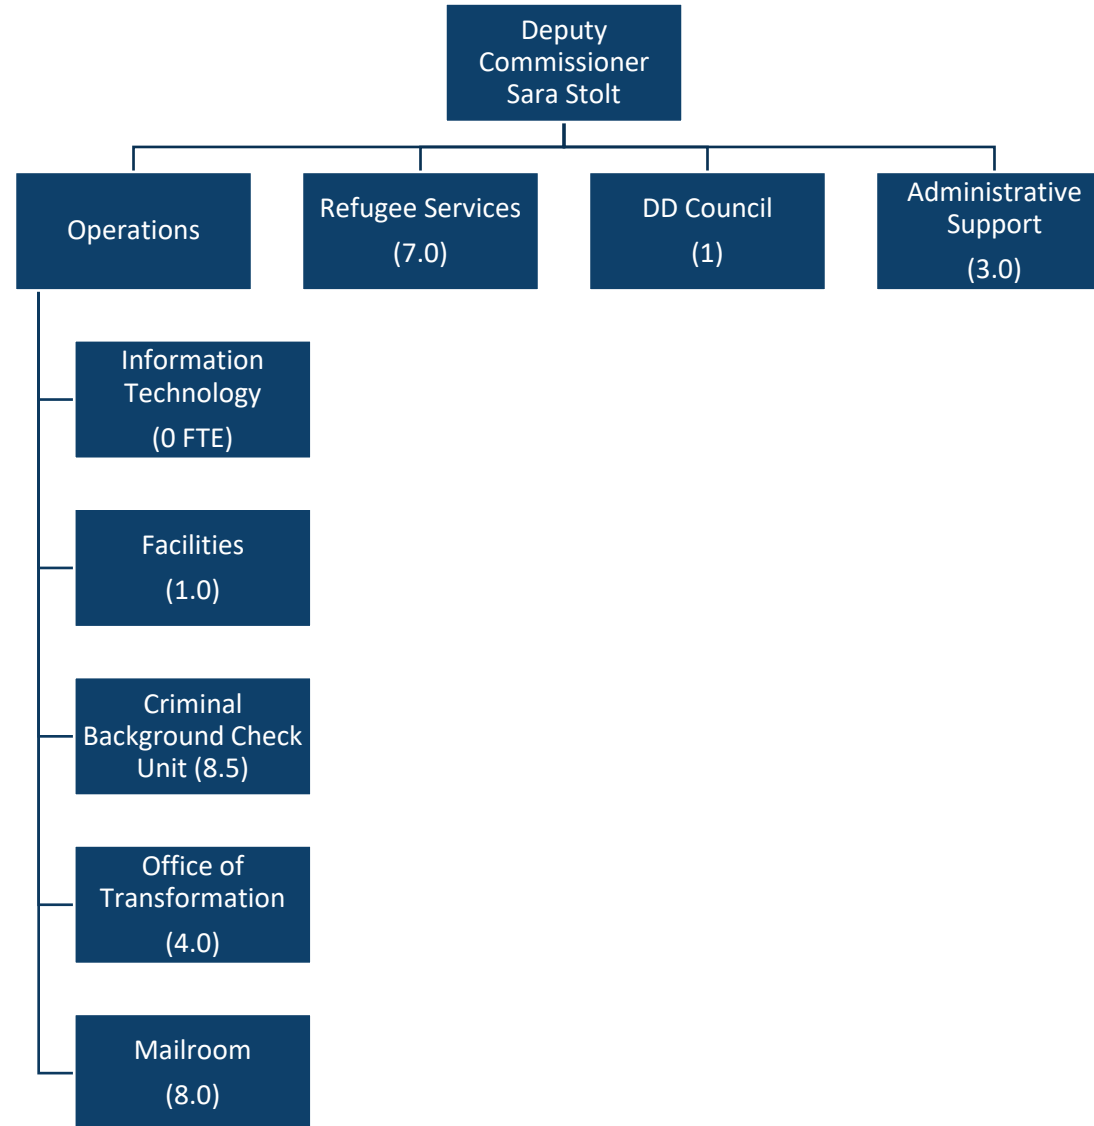 Deputy
Commissioner
Sara Stolt
Operations
Refugee Services
(7.0)
DD Council
(1)
Administrative
Support
(3.0)
Information
Technology
(0 FTE)
Facilities
(1.0)
Criminal
Background Check
Unit (8.5)
Office of
Transformation
(4.0)
Mailroom
(8.0)